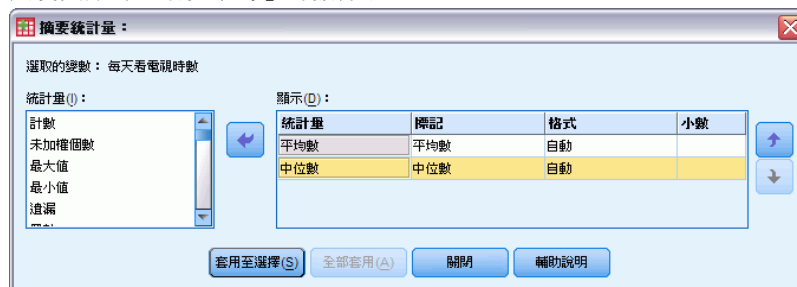 摘要統計量：
選取的變數： 每天看電視時數
統計量(I)：
顯示(D)：
計數
未加權個數
最大值
最小值
遺漏
統計量 標記 格式 小數
平均數 平均數 自動
中位數 中位數 自動
套用至選擇(S) 全部套用(A) 關閉 輔助說明